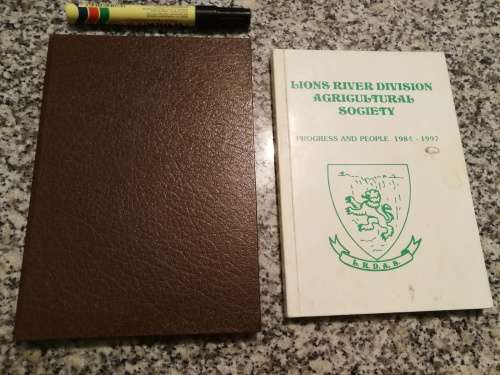 LIONS RIVER DIVISION
AGRICULTURAL
SOCIETY
PROGRESS AND PEOPLE 1984 - 1997
L. R. D. A. S.